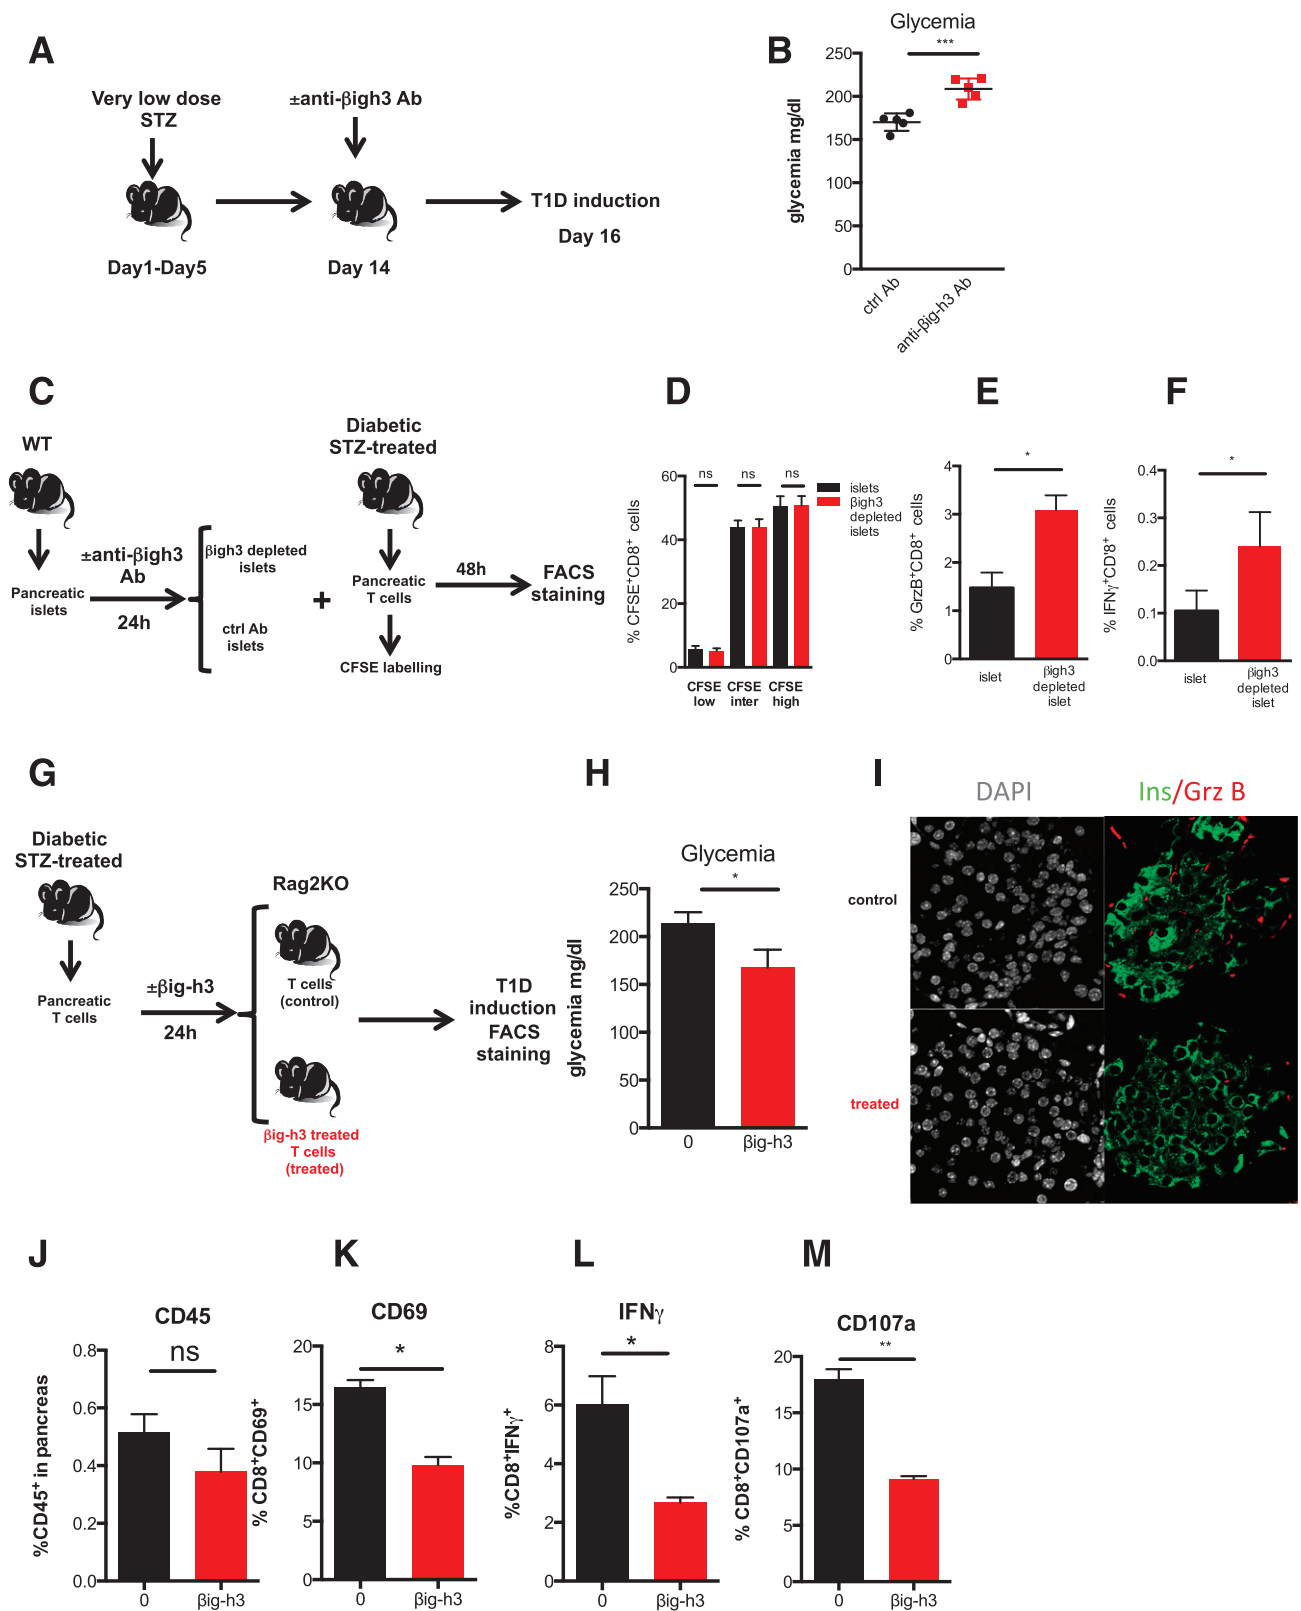 A
Very low dose
STZ
±anti-βigh3 Ab
T1D induction
Day 16
Day1-Day5
Day 14
B
Glycemia
***
glycemia mg/dl
250
200
150
100
50
0
ctrl Ab
anti-βig-h3 Ab
C
WT
Diabetic
STZ-treated
±anti-βigh3
Ab
24h
Pancreatic
islets
βigh3 depleted
islets
ctrl Ab
islets
+
Pancreatic
T cells
CFSE labelling
48h
FACS
staining
D
% CFSE+CD8+ cells
60
40
20
0
ns
ns
ns
islets
βigh3
depleted
islets
CFSE
low
CFSE
inter
CFSE
high
E
% GrzB+CD8+ cells
4
3
2
1
0
*
islet
βigh3
depleted
islet
F
% IFNγ+CD'8+ cells
0.4
0.3
0.2
0.1
0.0
*
islet
βigh3
depleted
islet
G
Diabetic
STZ-treated
Pancreatic
T cells
±βig-h3
24h
Rag2KO
T cells
(control)
βig-h3 treated
T cells
(treated)
T1D
induction
FACS
staining
H
Glycemia
*
glycemia mg/dl
250
200
150
100
50
0
0
βig-h3
I
DAPI
Ins/Grz B
control
treated
J
CD45
ns
%CD45+ in pancreas
0.8
0.6
0.4
0.2
0.0
0
βig-h3
K
CD69
*
% CD8+CD69+
20
15
10
5
0
0
βig-h3
L
IFNγ
*
%CD8+IFNγ+
8
6
4
2
0
0
βig-h3
M
CD107a
**
% CD8+CD107a+
20
15
10
5
0
0
βig-h3